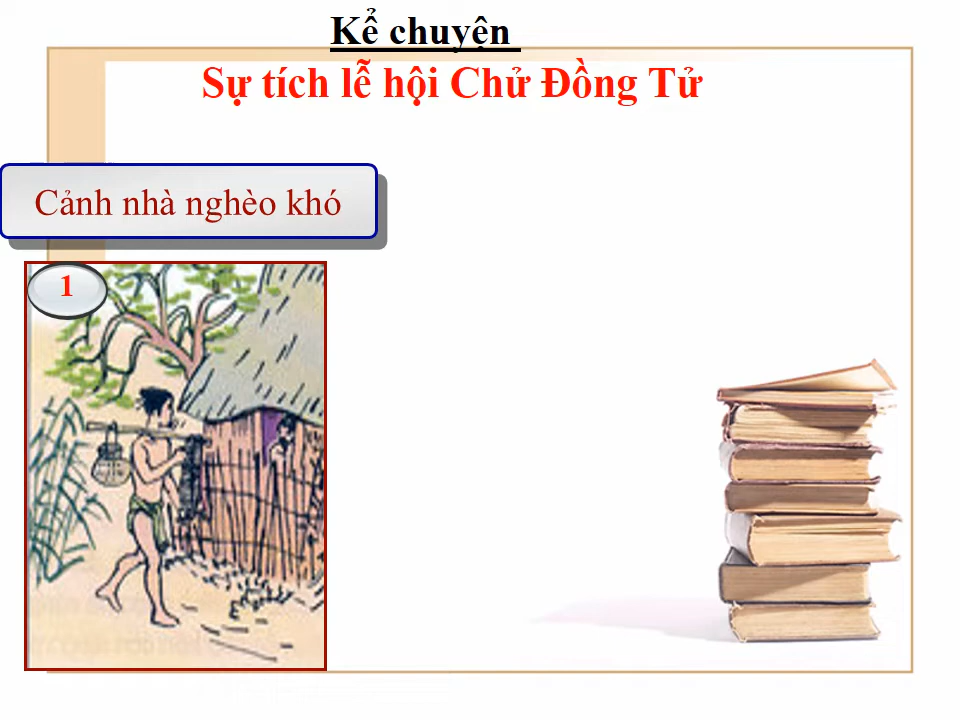 Kể chuyện
Sự tích lễ hội Chử Đồng Tử
Cảnh nhà nghèo khó
1